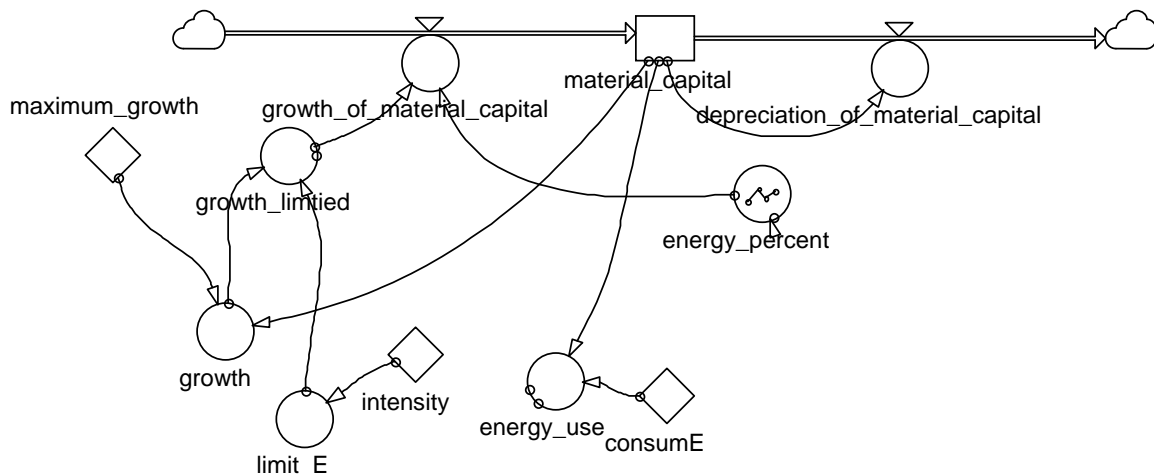 material_capital
maximum_growth
growth_of_material_capital
depreciation_of_material_capital
growth_limtied
energy_percent
growth
intensity
energy_use
consumE
limit_E